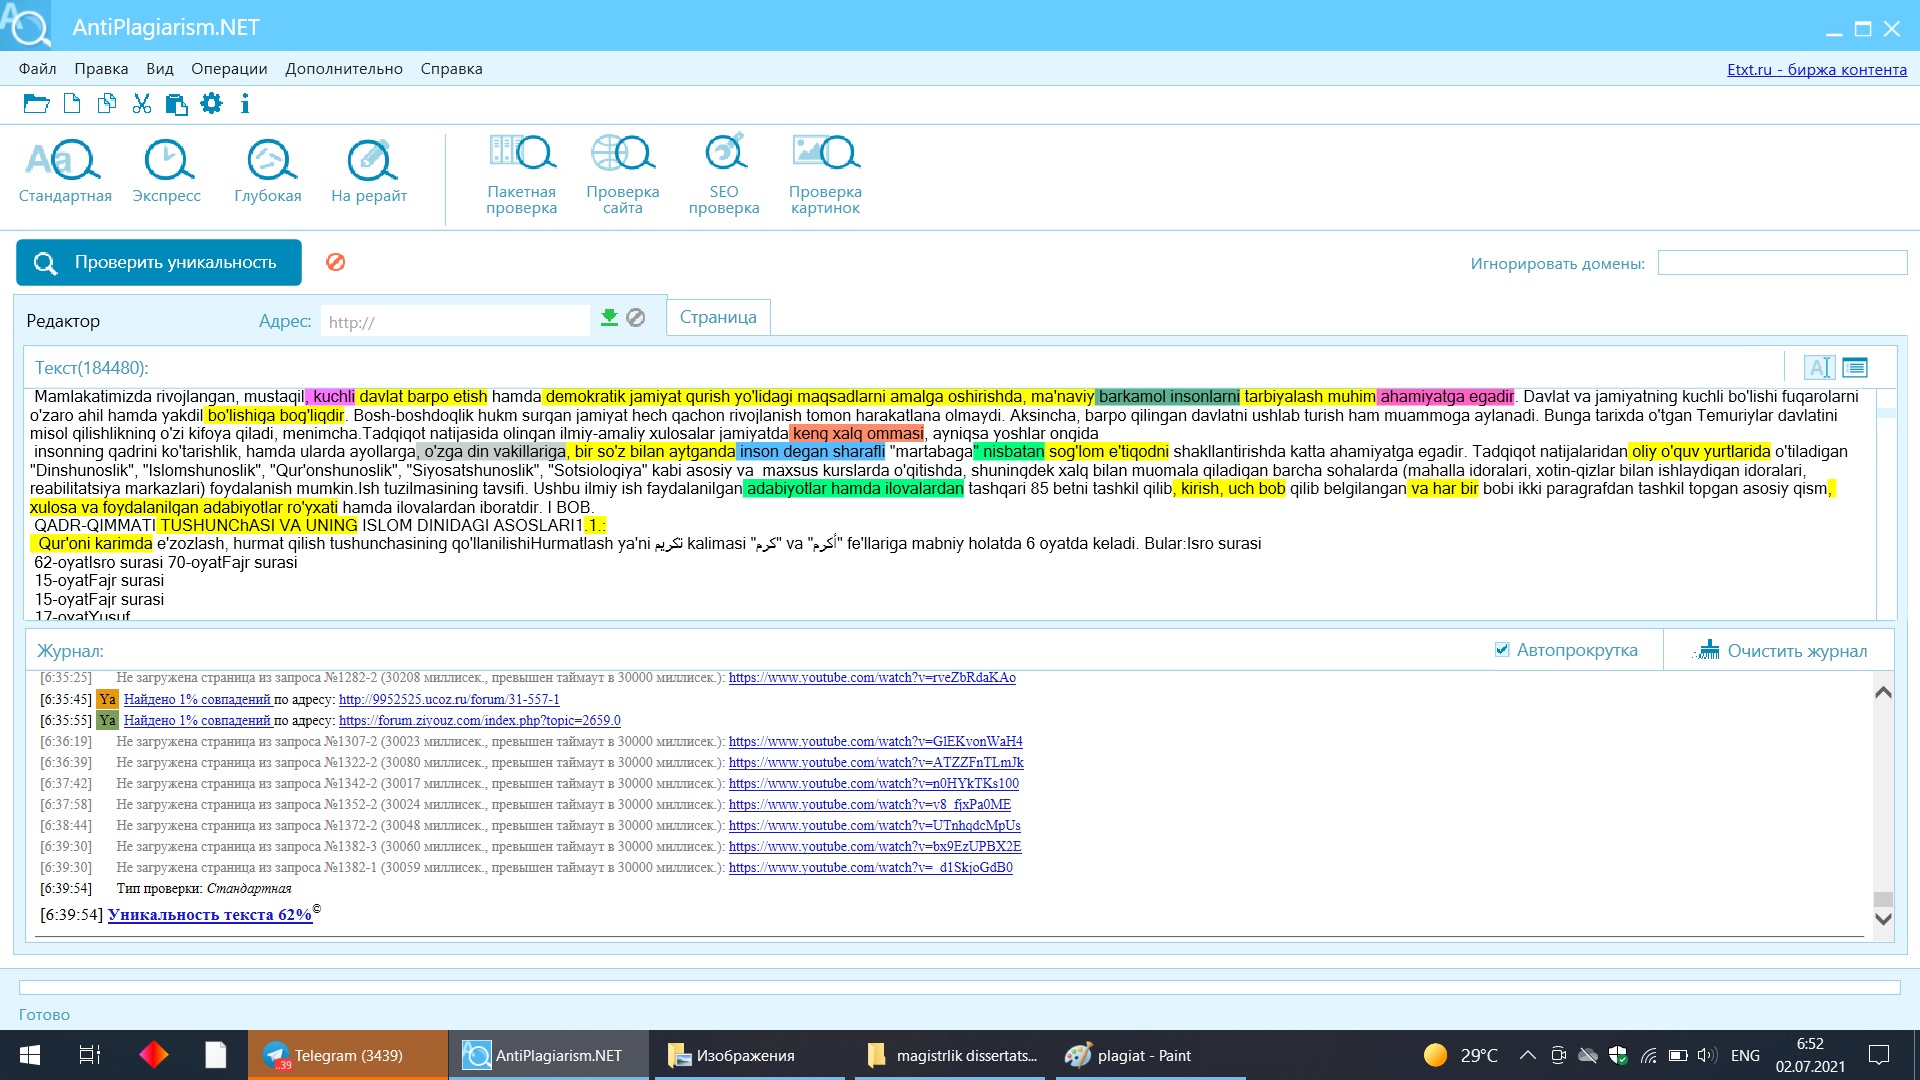 AntiPlagiarism.NET
Файл Правка Вид Операции Дополнительно Справка
Etxt.ru - биржа контента
Стандартная Экспресс Глубокая На рерайт
Пакетная проверка
Проверка сайта
SEO проверка
Проверка картинок
Проверить уникальность
Игнорировать домены:
Редактор Адрес: http:// Страница
Текст(184480):
Mamlakatimizda rivojlangan, mustaqil, kuchli davlat barpo etish hamda demokratik jamiyat qurish yo'lidagi maqsadlarni amalga oshirishda, ma'naviy barkamol insonlarni tarbiyalash muhim ahamiyatga egadir. Davlat va jamiyatning kuchli bo'lishi fuqarolarni
o'zaro ahil hamda yakdil bo'lishiga bog'liqdir. Bosh-boshdoqlik hukm surgan jamiyat hech qachon rivojlanish tomon harakatlana olmaydi. Aksincha, barpo qilingan davlatni ushlab turish ham muammoga aylanadi. Bunga tarixda o'tgan Temuriylar davlatini
misol qilishlikning o'zi kifoya qiladi, menimcha.Tadqiqot natijasida olingan ilmiy-amaliy xulosalar jamiyatda keng xalq ommasi, ayniqsa yoshlar ongida
insonning qadrini ko'tarishlik, hamda ularda ayollarga, o'zga din vakillariga, bir so'z bilan aytganda inson degan sharafli "martabaga" nisbatan sog'lom e'tiqodni shakllantirishda katta ahamiyatga egadir. Tadqiqot natijalaridan oliy o'quv yurtlarida o'tiladigan
"Dinshunoslik", "Islomshunoslik", "Qur'onshunoslik", "Siyosatshunoslik", "Sotsiologiya" kabi asosiy va maxsus kurslarda o'qitishda, shuningdek xalq bilan muomala qiladigan barcha sohalarda (mahalla idoralari, xotin-qizlar bilan ishlaydiqan idoralari,
reabilitatsiya markazlari) foydalanish mumkin.Ish tuzilmasining tavsifi. Ushbu ilmiy ish faydalanilgan adabiyotlar hamda ilovalardan tashqari 85 betni tashkil qilib, kirish, uch bob qilib belgilangan va har bir bobi ikki paragrafdan tashkil topgan asosiy qism,
xulosa va foydalanilgan adabiyotlar ro'yxati hamda ilovalardan iboratdir. I BOB.
QADR-QIMMATI TUSHUNChASI VA UNING ISLOM DINIDAGI ASOSLARI1.1.:
Qur'oni karimda e'zozlash, hurmat qilish tushunchasining qo'llanilishiHurmatlash ya'ni تكريم kalimasi "كرم" va "أكرم" fe'llariga mabniy holatda 6 oyatda keladi. Bular:Isro surasi
62-oyatIsro surasi 70-oyatFajr surasi
15-oyatFajr surasi
15-oyatFajr surasi
17-oyatYusuf
Журнал:
Автопрокрутка Очистить журнал
[6:35:25] Не загружена страница из запроса №1282-2 (30208 миллисек., превышен таймаут в 30000 миллисек.): https://www.youtube.com/watch?v=rveZbRdaKAo
[6:35:45] Ya Найдено 1% совпадений по адресу: http://9952525.ucoz.ru/forum/31-557-1
[6:35:55] Ya Найдено 1% совпадений по адресу: https://forum.ziyouz.com/index.php?topic=2659.0
[6:36:19] Не загружена страница из запроса №1307-2 (30023 миллисек., превышен таймаут в 30000 миллисек.): https://www.youtube.com/watch?v=GlEKvonWaH4
[6:36:39] Не загружена страница из запроса №1322-2 (30080 миллисек., превышен таймаут в 30000 миллисек.): https://www.youtube.com/watch?v=ATZZFnTLmJk
[6:37:42] Не загружена страница из запроса №1342-2 (30017 миллисек., превышен таймаут в 30000 миллисек.): https://www.youtube.com/watch?v=n0HYkTKs100
[6:37:58] Не загружена страница из запроса №1352-2 (30024 миллисек., превышен таймаут в 30000 миллисек.): https://www.youtube.com/watch?v=v8_fjxPa0ME
[6:38:44] Не загружена страница из запроса №1372-2 (30048 миллисек., превышен таймаут в 30000 миллисек.): https://www.youtube.com/watch?v=UTnhqdcMpUs
[6:39:30] Не загружена страница из запроса №1382-3 (30060 миллисек., превышен таймаут в 30000 миллисек.): https://www.youtube.com/watch?v=bx9EzUPBX2E
[6:39:30] Не загружена страница из запроса №1382-1 (30059 миллисек., превышен таймаут в 30000 миллисек.): https://www.youtube.com/watch?v=_d1SkjoGdB0
[6:39:54] Тип проверки: Стандартная
[6:39:54] Уникальность текста 62%©
Готово
Telegram (3439) AntiPlagiarism.NET Изображения magistrlik dissertats... plagiat - Paint 29°C ENG 6:52
02.07.2021